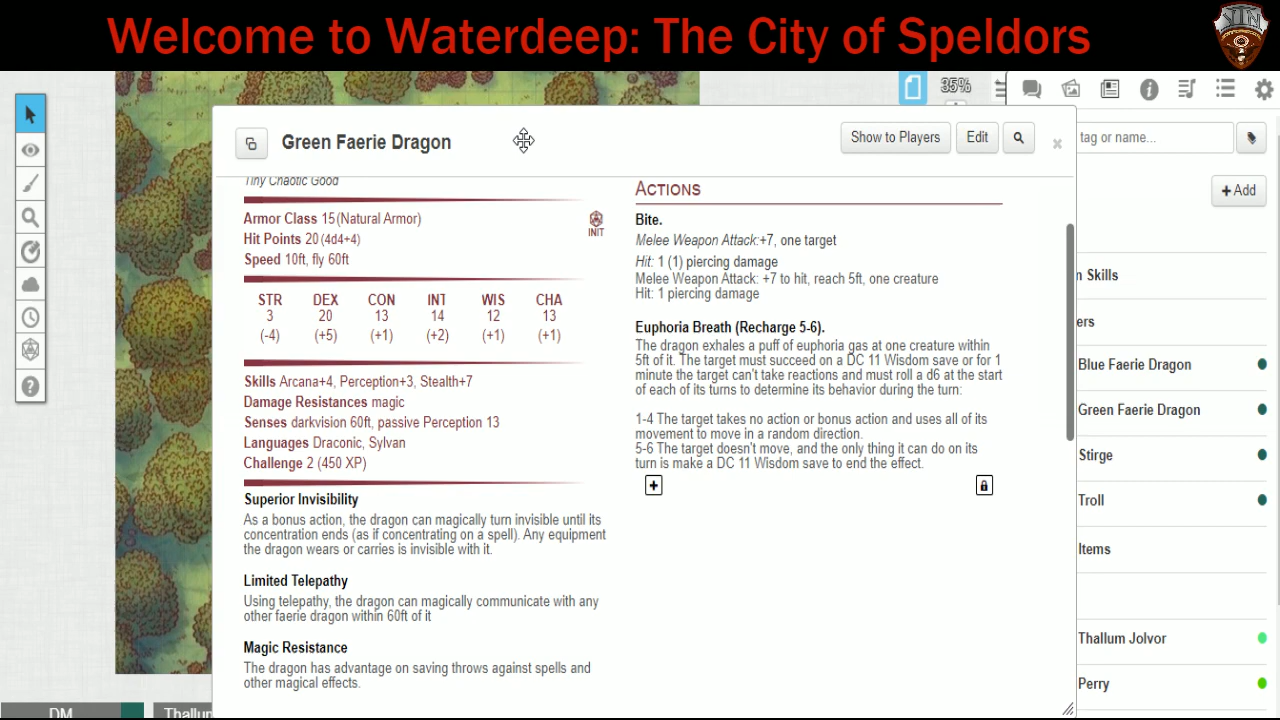 Welcome to Waterdeep: The City of Speldors
35%
Green Faerie Dragon
Show to Players
Edit
tag or name...
+ Add
Tiny Chaotic Good
Armor Class 15 (Natural Armor)
Hit Points 20 (4d4+4)
Speed 10ft, fly 60ft
INIT
STR DEX CON INT WIS CHA
3 20 13 14 12 13
(-4) (+5) (+1) (+2) (+1) (+1)
Skills Arcana+4, Perception+3, Stealth+7
Damage Resistances magic
Senses darkvision 60ft, passive Perception 13
Languages Draconic, Sylvan
Challenge 2 (450 XP)
Superior Invisibility
As a bonus action, the dragon can magically turn invisible until its
concentration ends (as if concentrating on a spell). Any equipment
the dragon wears or carries is invisible with it.
Limited Telepathy
Using telepathy, the dragon can magically communicate with any
other faerie dragon within 60ft of it
Magic Resistance
The dragon has advantage on saving throws against spells and
other magical effects.
Actions
Bite.
Melee Weapon Attack:+7, one target
Hit: 1 (1) piercing damage
Melee Weapon Attack: +7 to hit, reach 5ft, one creature
Hit: 1 piercing damage
Euphoria Breath (Recharge 5-6).
The dragon exhales a puff of euphoria gas at one creature within
5ft of it. The target must succeed on a DC 11 Wisdom save or for 1
minute the target can't take reactions and must roll a d6 at the start
of each of its turns to determine its behavior during the turn:
1-4 The target takes no action or bonus action and uses all of its
movement to move in a random direction.
5-6 The target doesn't move, and the only thing it can do on its
turn is make a DC 11 Wisdom save to end the effect.
n Skills
ers
Blue Faerie Dragon
Green Faerie Dragon
Stirge
Troll
Items
Thallum Jolvor
Perry
DM
Thallur